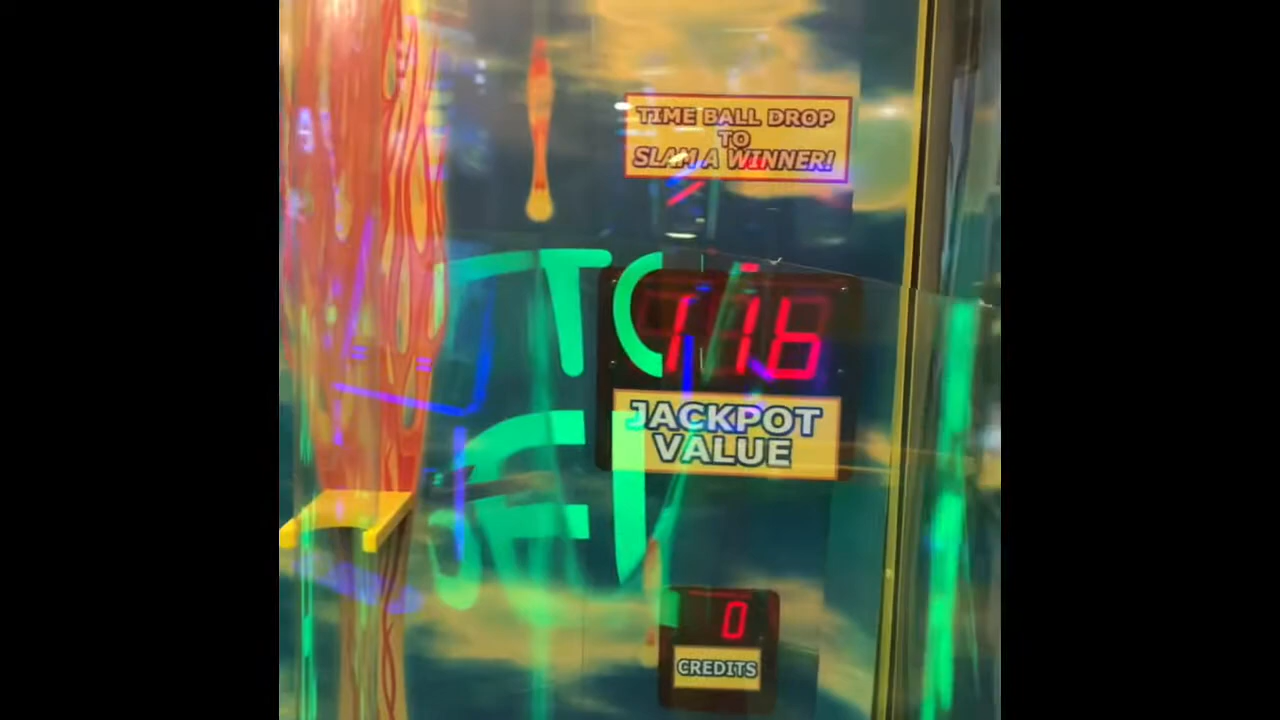 TIME BALL DROP
TO
SLAM A WINNER!
116
JACKPOT
VALUE
0
CREDITS